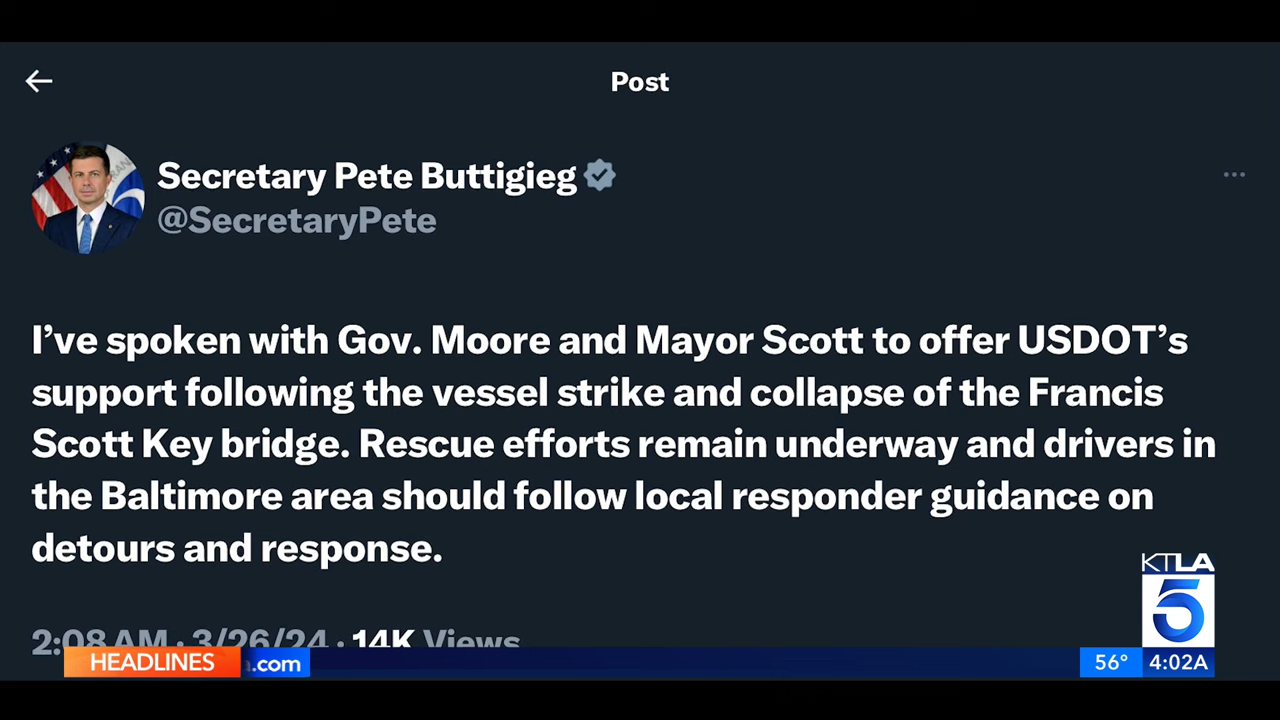 Post
Secretary Pete Buttigieg
@SecretaryPete
I’ve spoken with Gov. Moore and Mayor Scott to offer USDOT’s
support following the vessel strike and collapse of the Francis
Scott Key bridge. Rescue efforts remain underway and drivers in
the Baltimore area should follow local responder guidance on
detours and response.
2:08 AM · 3/26/24 · 14K Views
KTLA
5
HEADLINES
.com
56° 4:02A